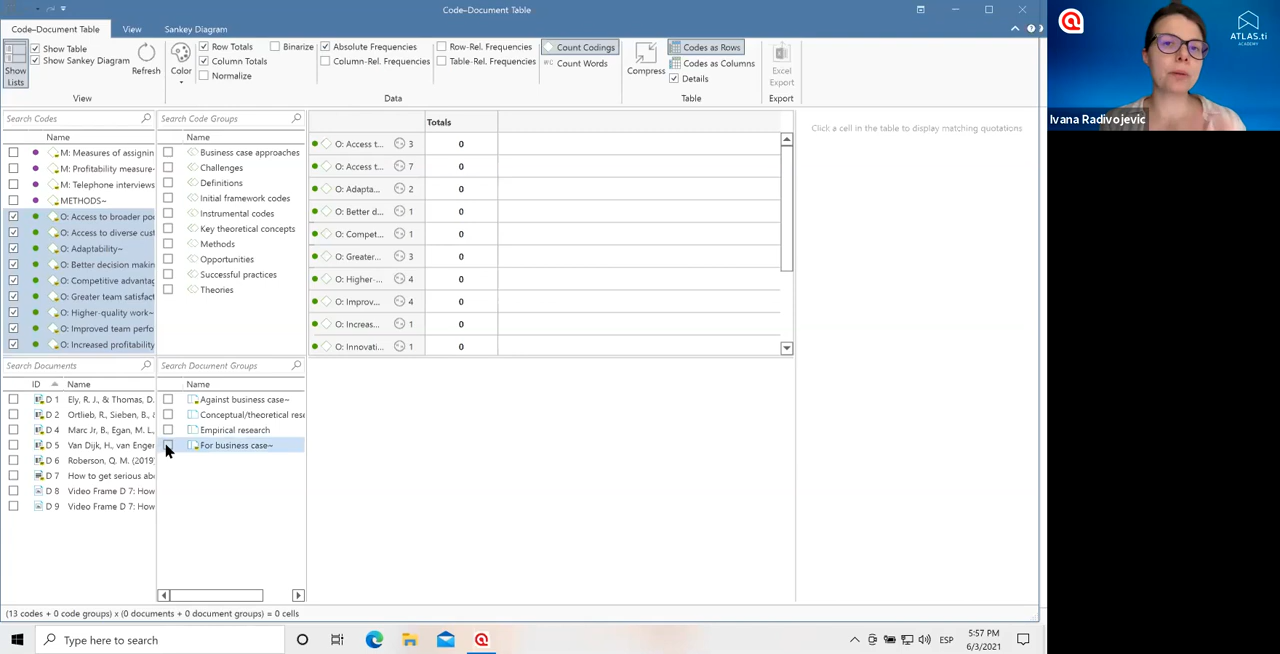 Code–Document Table
Code–Document Table
View
Sankey Diagram
Show Lists
Show Table
Show Sankey Diagram
Refresh
View
Color
Row Totals
Column Totals
Normalize
Binarize
Absolute Frequencies
Column-Rel. Frequencies
Row-Rel. Frequencies
Table-Rel. Frequencies
Data
Count Codings
Count Words
Compress
Codes as Rows
Codes as Columns
Details
Table
Excel Export
Export
Search Codes
Name
M: Measures of assignin
M: Profitability measure-
M: Telephone interviews
METHODS~
O: Access to broader poo
O: Access to diverse cust
O: Adaptability~
O: Better decision makin
O: Competitive advantag
O: Greater team satisfact
O: Higher-quality work~
O: Improved team perfo
O: Increased profitability
Search Code Groups
Name
Business case approaches
Challenges
Definitions
Initial framework codes
Instrumental codes
Key theoretical concepts
Methods
Opportunities
Successful practices
Theories
Totals
O: Access t... 3 0
O: Access t... 7 0
O: Adapta... 2 0
O: Better d... 1 0
O: Compet... 1 0
O: Greater... 3 0
O: Higher-... 4 0
O: Improv... 4 0
O: Increas... 1 0
O: Innovati... 1 0
Click a cell in the table to display matching quotations
Search Documents
ID Name
D 1 Ely, R. J., & Thomas, D.
D 2 Ortlieb, R., Sieben, B., &
D 4 Marc Jr, B., Egan, M. L.,
D 5 Van Dijk, H., van Enger
D 6 Roberson, Q. M. (2019)
D 7 How to get serious abo
D 8 Video Frame D 7: How
D 9 Video Frame D 7: How
Search Document Groups
Name
Against business case~
Conceptual/theoretical rese
Empirical research
For business case~
(13 codes + 0 code groups) x (0 documents + 0 document groups) = 0 cells
Type here to search
ESP
5:57 PM
6/3/2021
ATLAS.ti
ACADEMY
Ivana Radivojevic